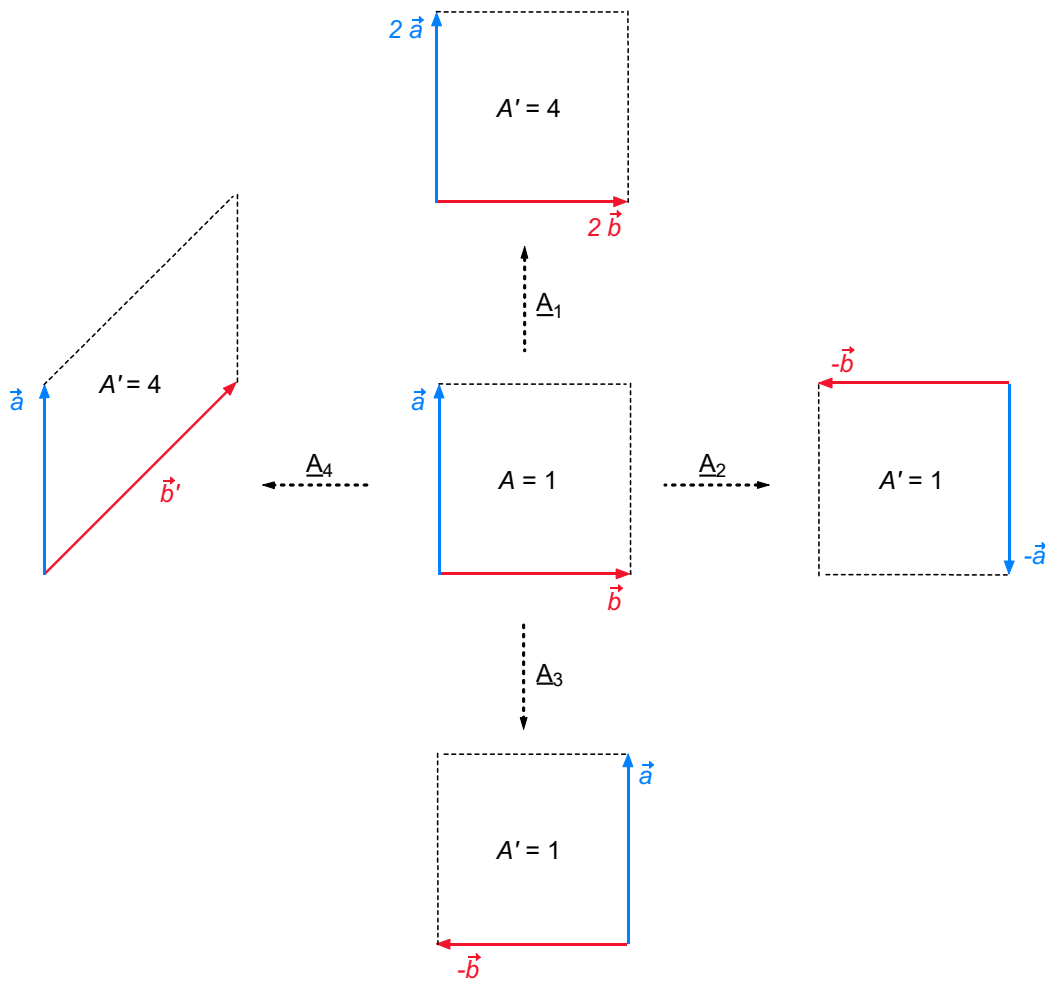 2 a⃗
A' = 4
2 b⃗
A̲₁
A' = 4
a⃗
b⃗'
A̲₄
a⃗
A = 1
b⃗
A̲₂
-b⃗
A' = 1
-a⃗
A̲₃
a⃗
A' = 1
-b⃗